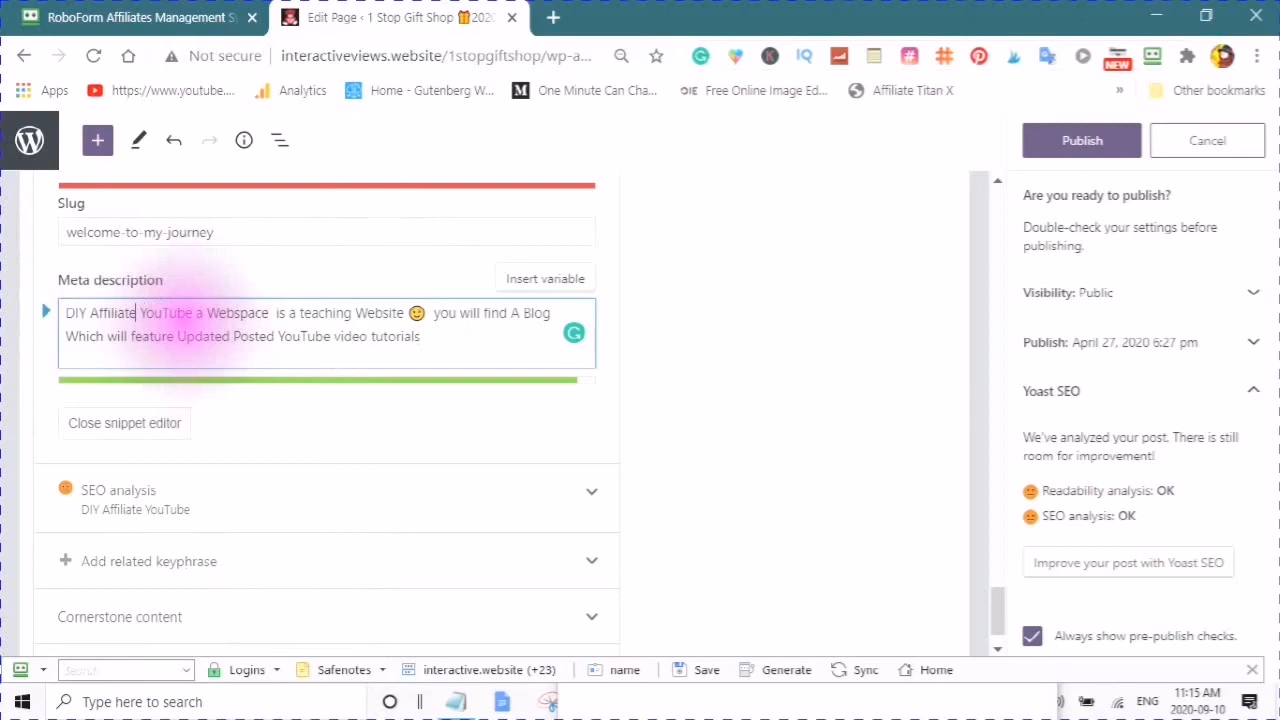 RoboForm Affiliates Management S
Edit Page ‹ 1 Stop Gift Shop 🎁2020
Not secure
interactiveviews.website/1stopgiftshop/wp-a...
NEW
Apps
https://www.youtube....
Analytics
Home - Gutenberg W...
One Minute Can Cha...
Free Online Image Ed...
Affiliate Titan X
»
Other bookmarks
Publish
Cancel
Slug
welcome-to-my-journey
Meta description
Insert variable
DIY Affiliate YouTube a Webspace is a teaching Website 😉 you will find A Blog
Which will feature Updated Posted YouTube video tutorials
Close snippet editor
SEO analysis
DIY Affiliate YouTube
Add related keyphrase
Cornerstone content
Are you ready to publish?
Double-check your settings before
publishing.
Visibility: Public
Publish: April 27, 2020 6:27 pm
Yoast SEO
We've analyzed your post. There is still
room for improvement!
Readability analysis: OK
SEO analysis: OK
Improve your post with Yoast SEO
Always show pre-publish checks.
Search
Logins
Safenotes
interactive.website (+23)
name
Save
Generate
Sync
Home
Type here to search
ENG
11:15 AM
2020-09-10